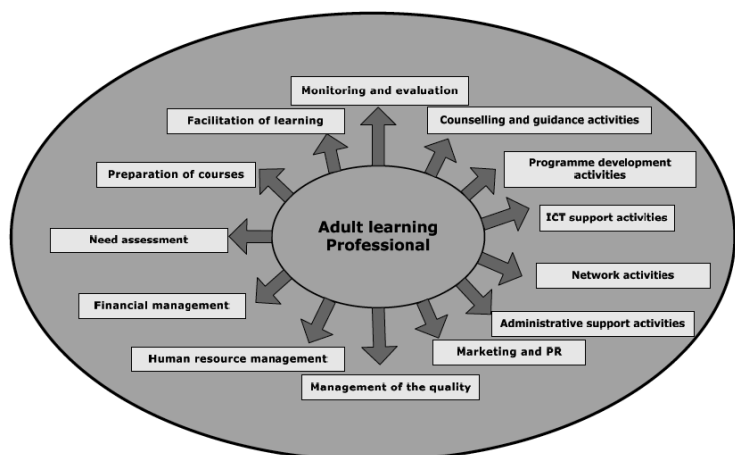 Monitoring and evaluation
Facilitation of learning
Counselling and guidance activities
Preparation of courses
Programme development
activities
ICT support activities
Need assessment
Adult learning
Professional
Network activities
Financial management
Administrative support activities
Human resource management
Marketing and PR
Management of the quality